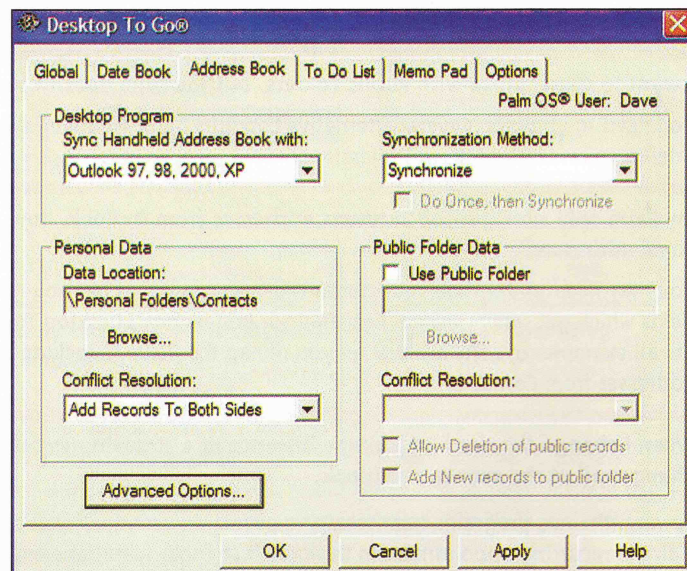 Desktop To Go®
Global
Date Book
Address Book
To Do List
Memo Pad
Options
Palm OS® User: Dave
Desktop Program
Sync Handheld Address Book with:
Outlook 97, 98, 2000, XP
Synchronization Method:
Synchronize
Do Once, then Synchronize
Personal Data
Data Location:
\Personal Folders\Contacts
Browse...
Conflict Resolution:
Add Records To Both Sides
Advanced Options...
Public Folder Data
Use Public Folder
Browse...
Conflict Resolution:
Allow Deletion of public records
Add New records to public folder
OK
Cancel
Apply
Help